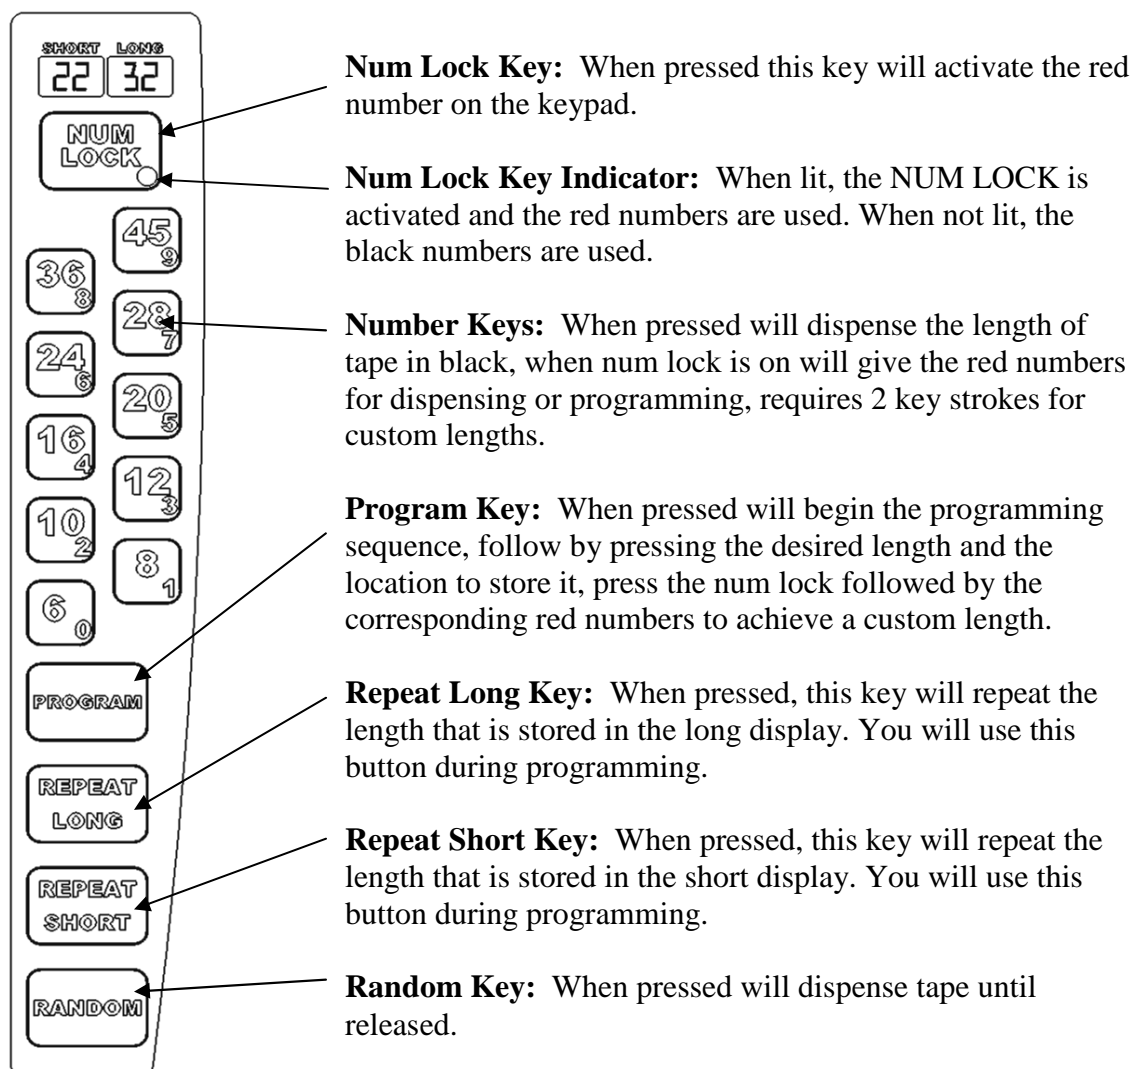 SHORT LONG
22 32
NUM
LOCK
45
9
36
8
28
7
24
6
20
5
16
4
12
3
10
2
8
1
6
0
PROGRAM
REPEAT
LONG
REPEAT
SHORT
RANDOM
Num Lock Key: When pressed this key will activate the red
number on the keypad.
Num Lock Key Indicator: When lit, the NUM LOCK is
activated and the red numbers are used. When not lit, the
black numbers are used.
Number Keys: When pressed will dispense the length of
tape in black, when num lock is on will give the red numbers
for dispensing or programming, requires 2 key strokes for
custom lengths.
Program Key: When pressed will begin the programming
sequence, follow by pressing the desired length and the
location to store it, press the num lock followed by the
corresponding red numbers to achieve a custom length.
Repeat Long Key: When pressed, this key will repeat the
length that is stored in the long display. You will use this
button during programming.
Repeat Short Key: When pressed, this key will repeat the
length that is stored in the short display. You will use this
button during programming.
Random Key: When pressed will dispense tape until
released.